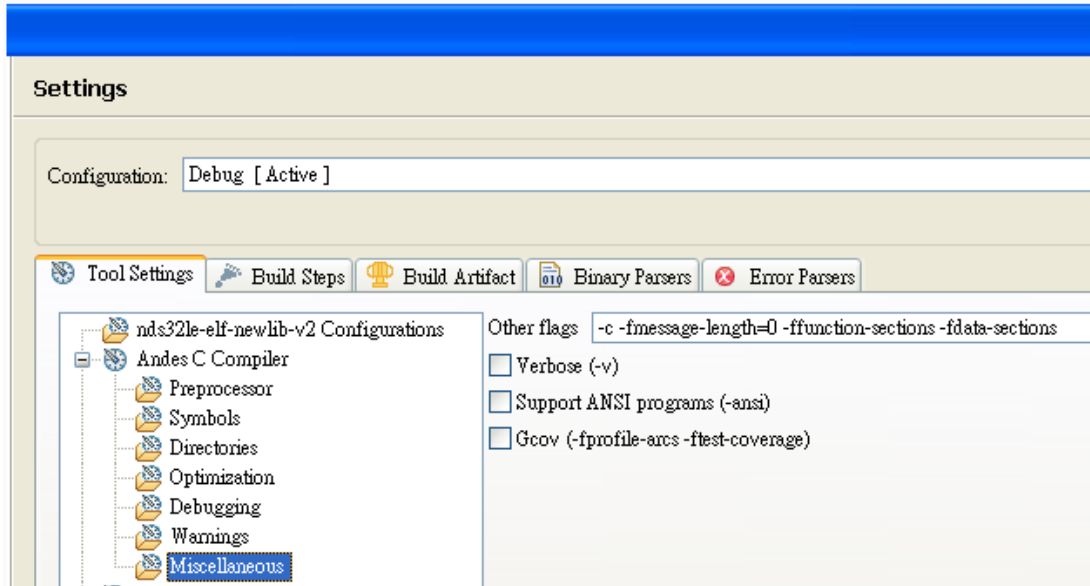 Settings
Configuration: Debug [ Active ]
Tool Settings Build Steps Build Artifact Binary Parsers Error Parsers
nds32le-elf-newlib-v2 Configurations
Andes C Compiler
Preprocessor
Symbols
Directories
Optimization
Debugging
Warnings
Miscellaneous
Other flags -c -fmessage-length=0 -ffunction-sections -fdata-sections
Verbose (-v)
Support ANSI programs (-ansi)
Gcov (-fprofile-arcs -ftest-coverage)